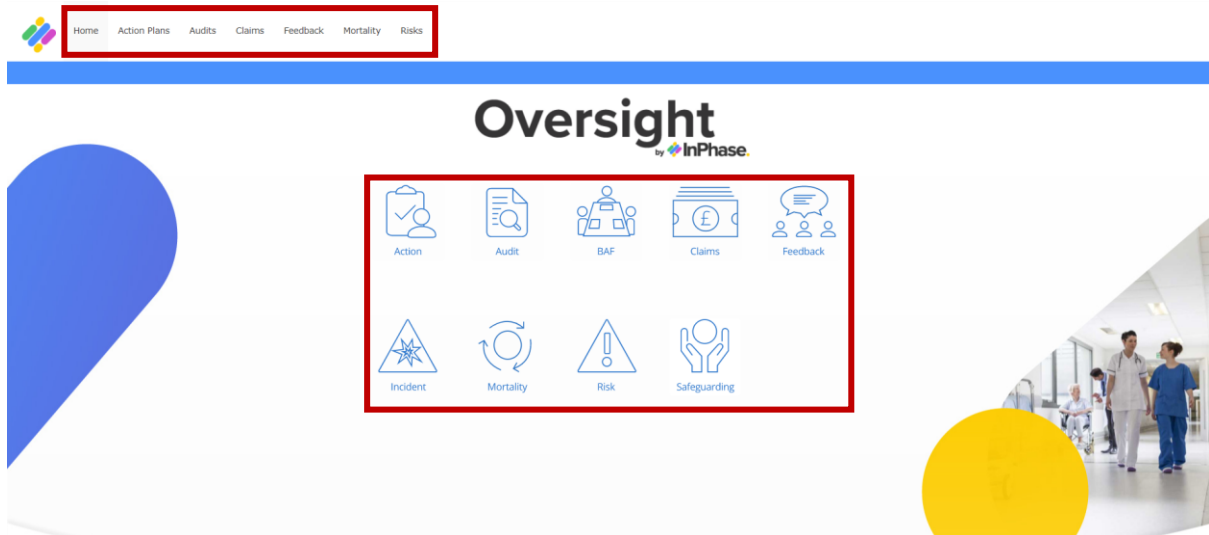 Home Action Plans Audits Claims Feedback Mortality Risks
Oversight
by InPhase.
£
Action Audit BAF Claims Feedback
Incident Mortality Risk Safeguarding